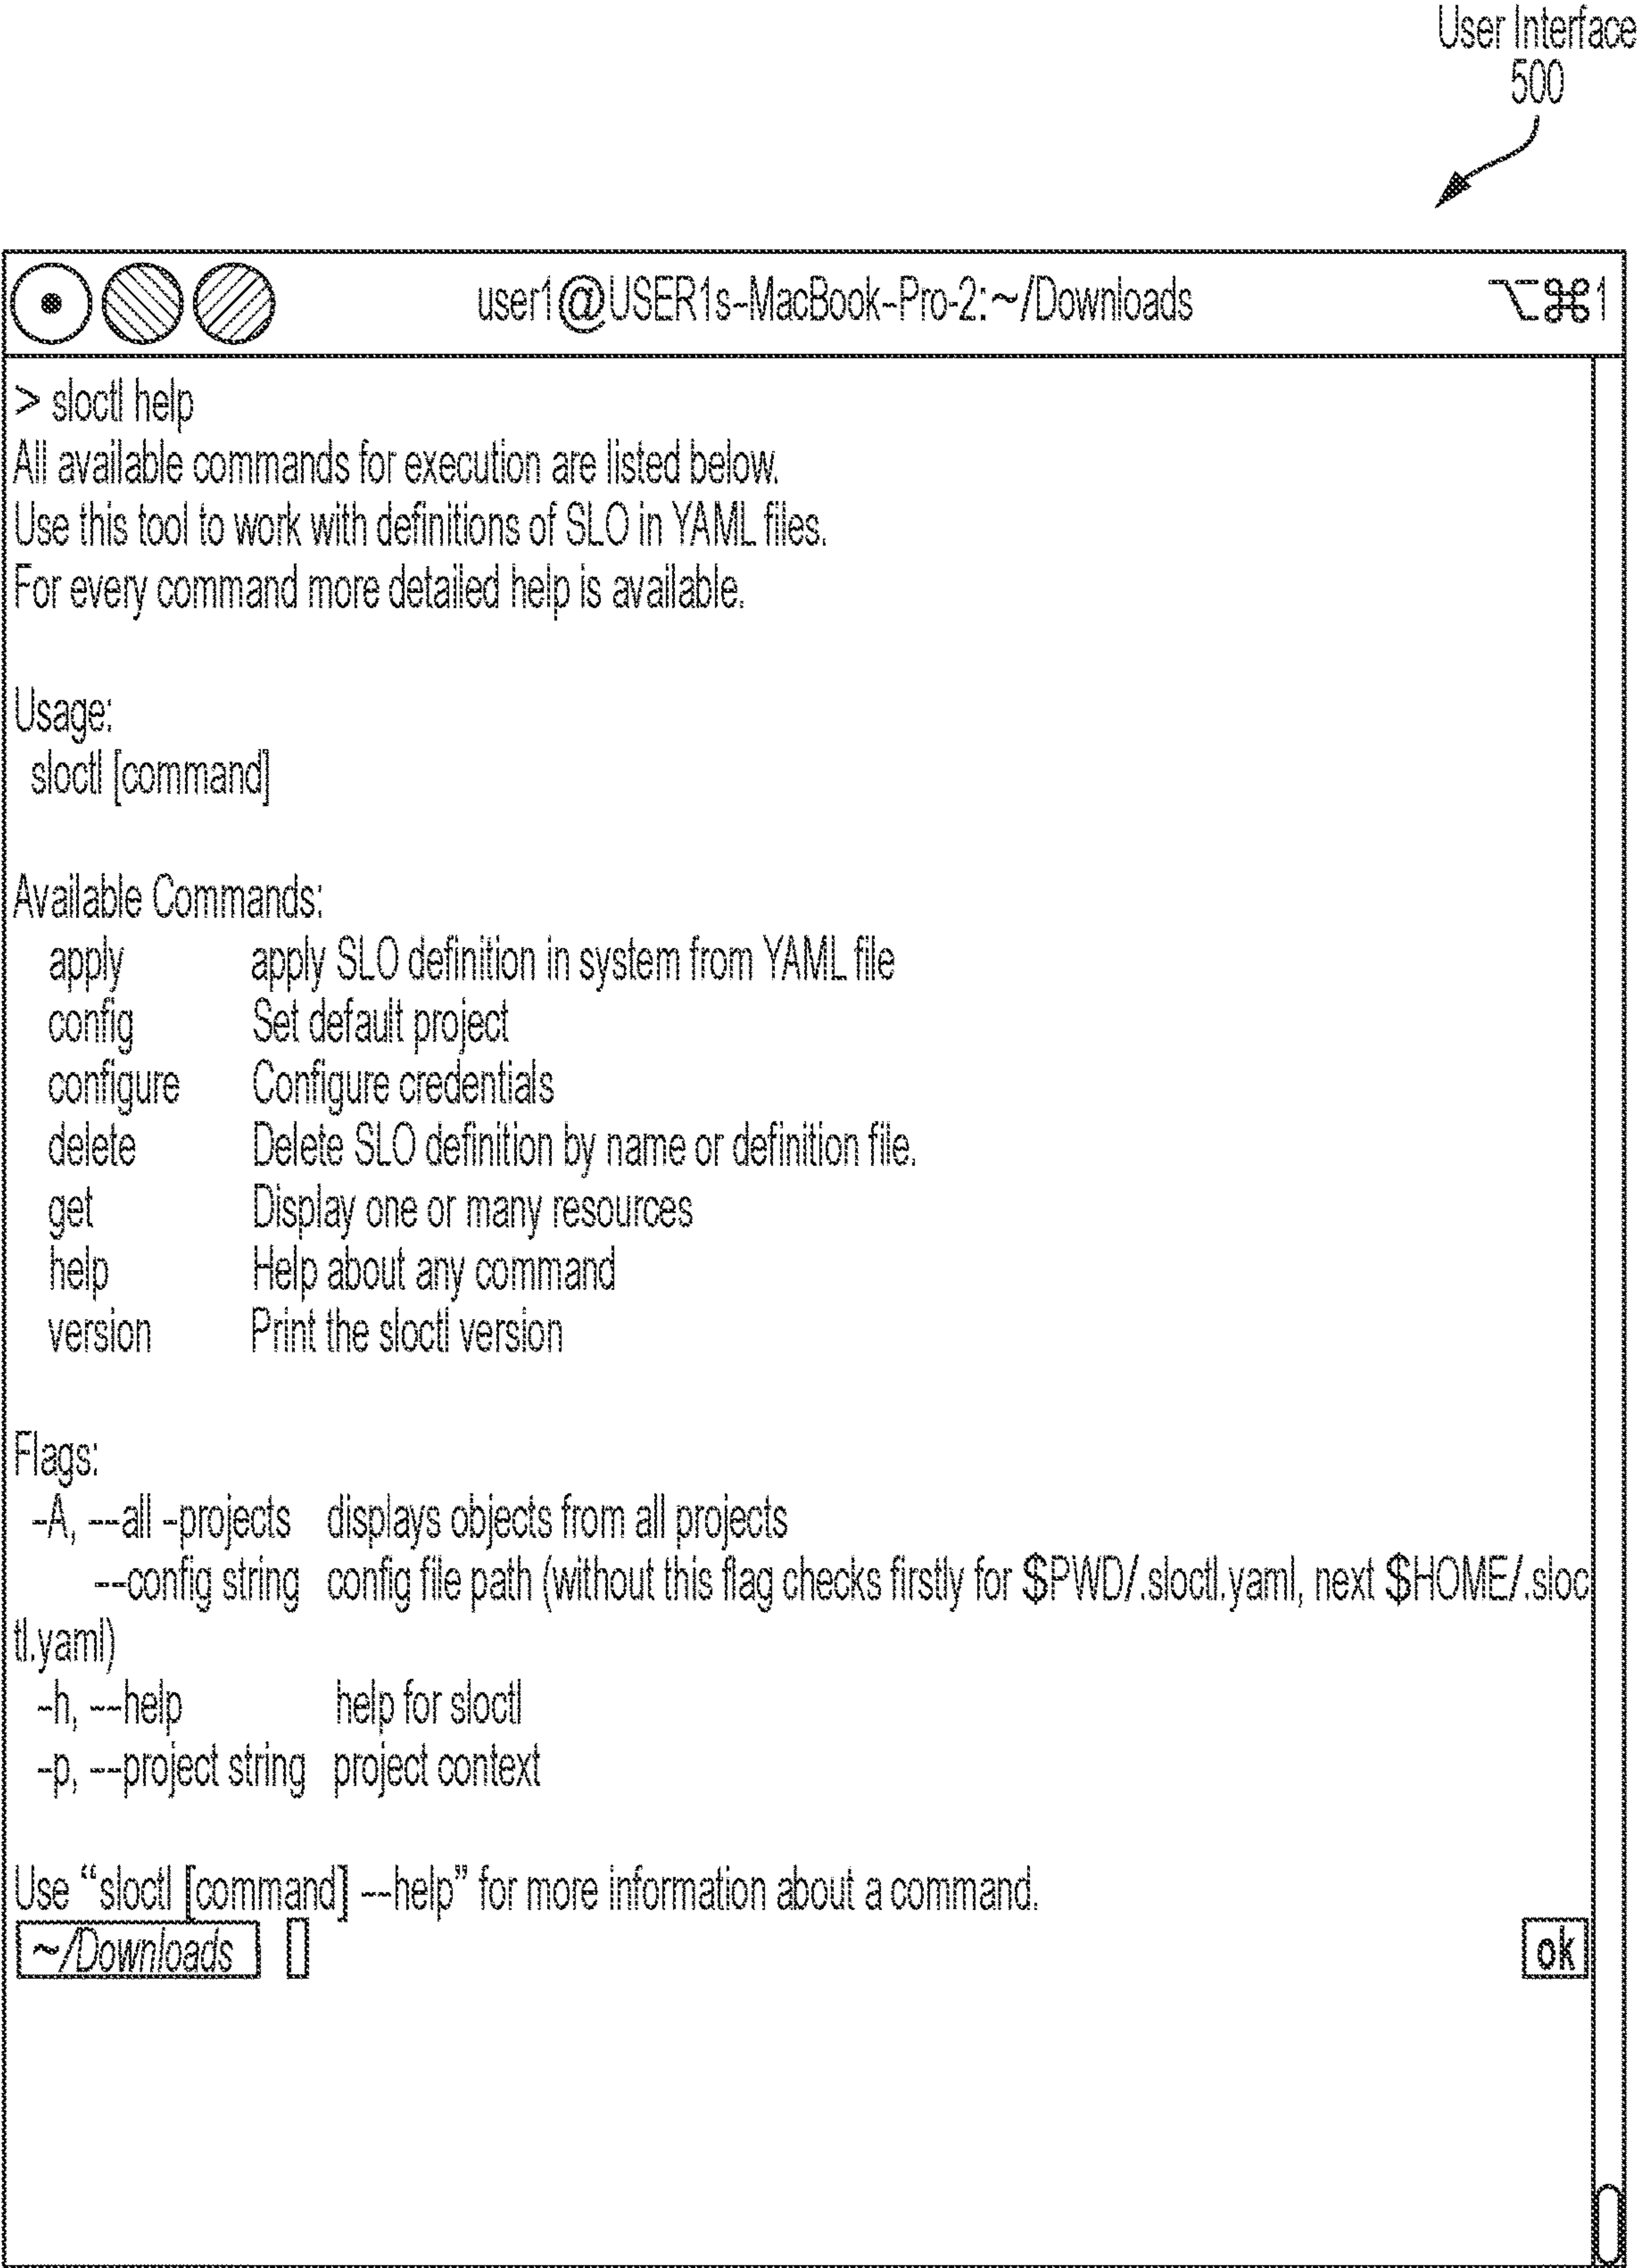 User Interface
500
user1@USER1s-MacBook-Pro-2:~/Downloads ⌥⌘1
> sloctl help
All available commands for execution are listed below.
Use this tool to work with definitions of SLO in YAML files.
For every command more detailed help is available.
Usage:
sloctl [command]
Available Commands:
apply apply SLO definition in system from YAML file
config Set default project
configure Configure credentials
delete Delete SLO definition by name or definition file.
get Display one or many resources
help Help about any command
version Print the sloctl version
Flags:
-A, --all -projects displays objects from all projects
--config string config file path (without this flag checks firstly for $PWD/.sloctl.yaml, next $HOME/.sloc
tl.yaml)
-h, --help help for sloctl
-p, --project string project context
Use “sloctl [command] --help” for more information about a command.
~/Downloads ok